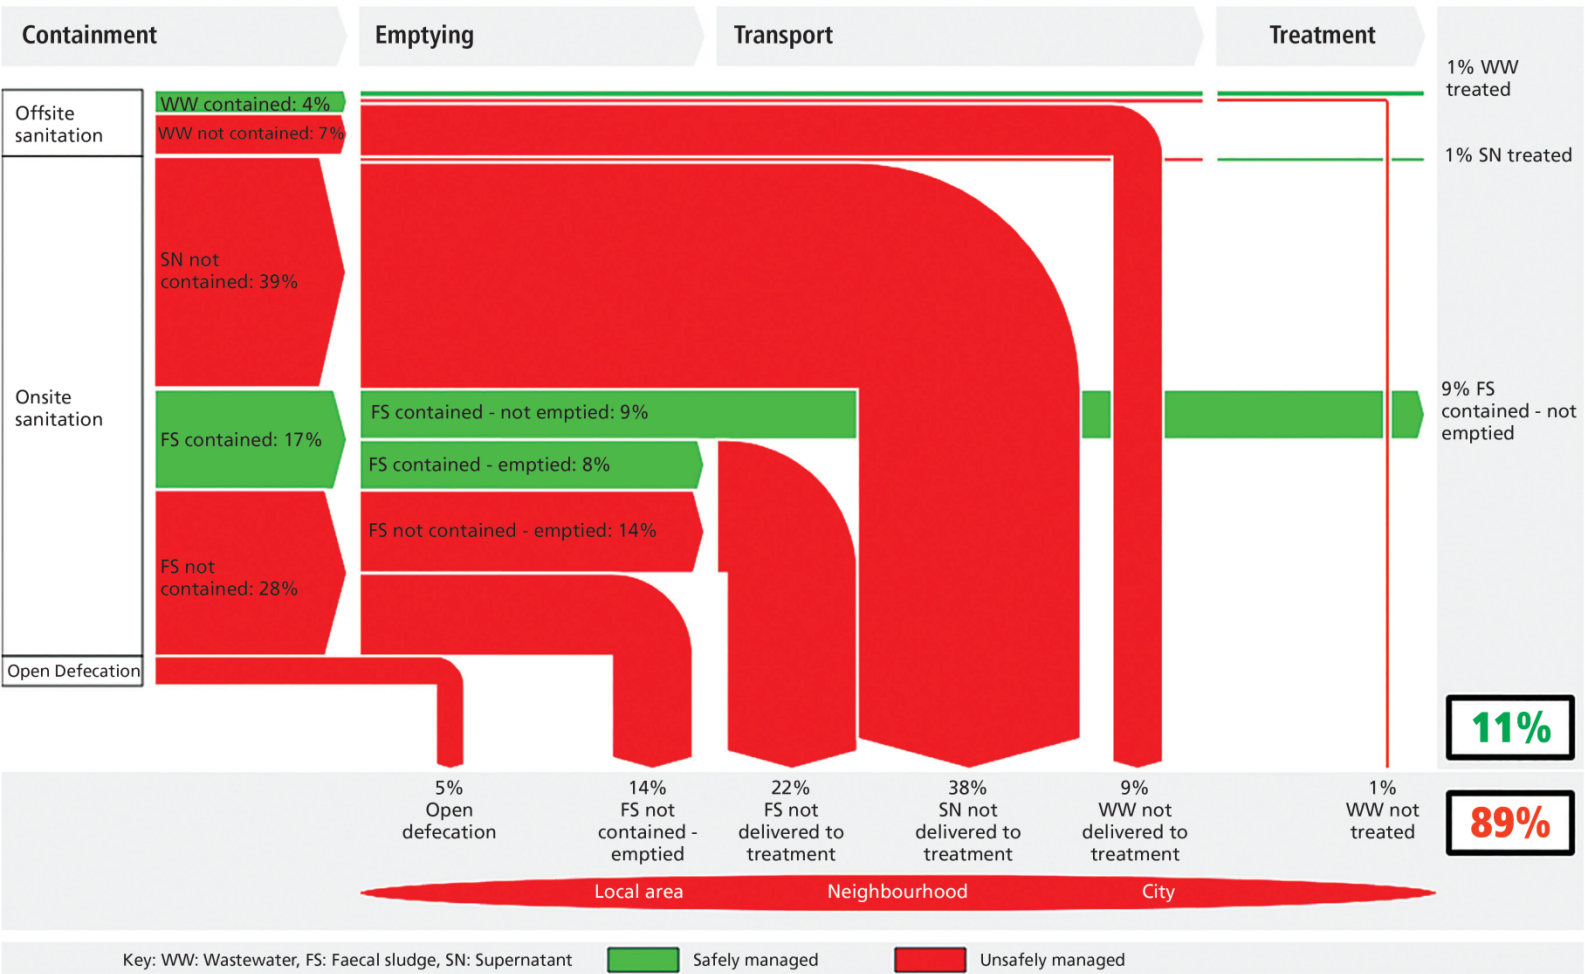 Containment
Emptying
Transport
Treatment
1% WW
treated
Offsite
sanitation
WW contained: 4%
WW not contained: 7%
1% SN treated
SN not
contained: 39%
Onsite
sanitation
FS contained: 17%
FS contained - not emptied: 9%
9% FS
contained - not
emptied
FS contained - emptied: 8%
FS not contained - emptied: 14%
FS not
contained: 28%
Open Defecation
11%
5%
Open
defecation
14%
FS not
contained -
emptied
22%
FS not
delivered to
treatment
38%
SN not
delivered to
treatment
9%
WW not
delivered to
treatment
1%
WW not
treated
89%
Local area
Neighbourhood
City
Key: WW: Wastewater, FS: Faecal sludge, SN: Supernatant
Safely managed
Unsafely managed